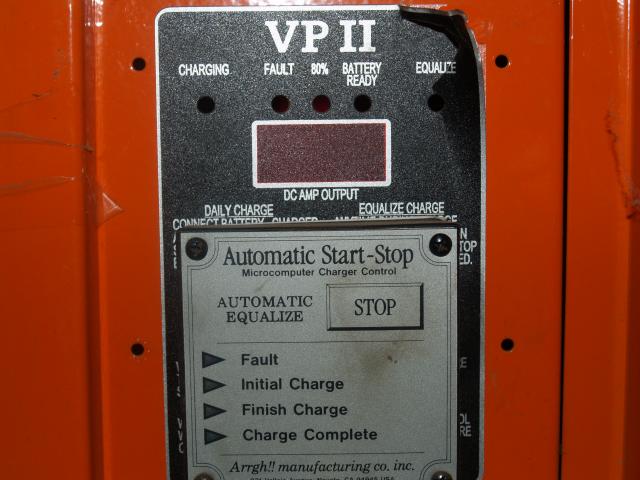 VP II
CHARGING FAULT 80% BATTERY READY EQUALIZE
DC AMP OUTPUT
DAILY CHARGE EQUALIZE CHARGE
CONNECT BATTERY CHARGER
Automatic Start-Stop
Microcomputer Charger Control
AUTOMATIC
EQUALIZE
STOP
Fault
Initial Charge
Finish Charge
Charge Complete
Arrgh!! manufacturing co. inc.